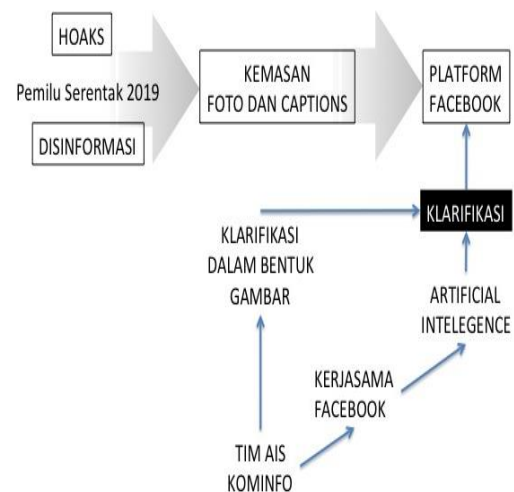 HOAKS
Pemilu Serentak 2019
DISINFORMASI
KEMASAN
FOTO DAN CAPTIONS
PLATFORM
FACEBOOK
KLARIFIKASI
KLARIFIKASI
DALAM BENTUK
GAMBAR
ARTIFICIAL
INTELEGENCE
KERJASAMA
FACEBOOK
TIM AIS
KOMINFO